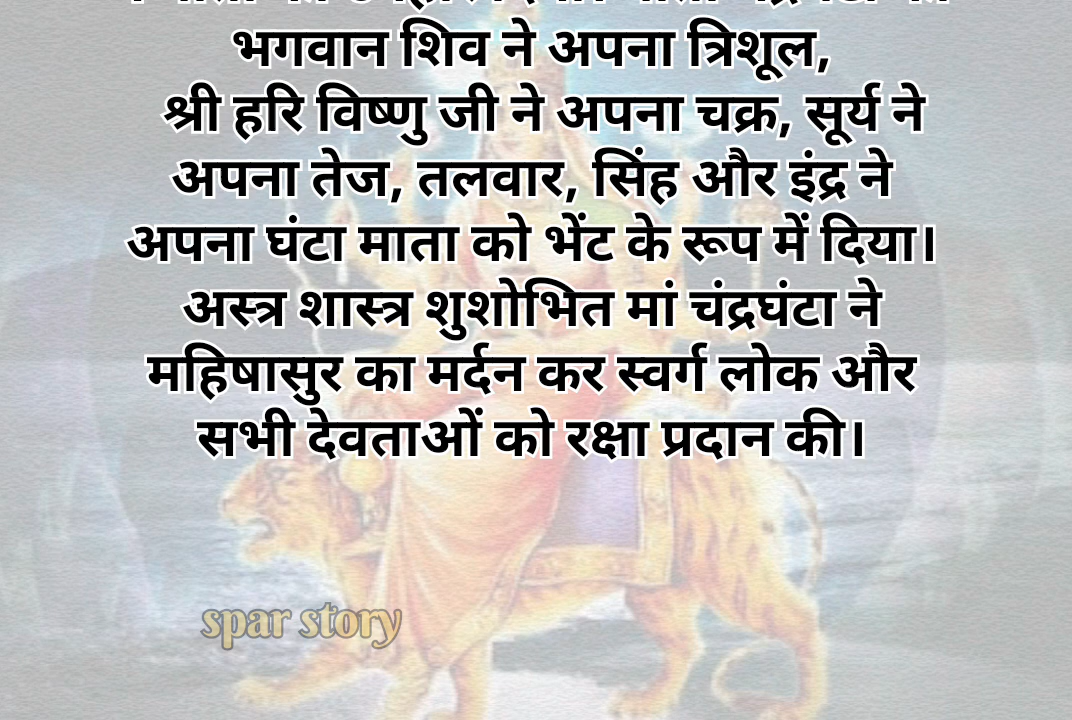 भगवान शिव ने अपना त्रिशूल,
श्री हरि विष्णु जी ने अपना चक्र, सूर्य ने
अपना तेज, तलवार, सिंह और इंद्र ने
अपना घंटा माता को भेंट के रूप में दिया।
अस्त्र शास्त्र शुशोभित मां चंद्रघंटा ने
महिषासुर का मर्दन कर स्वर्ग लोक और
सभी देवताओं को रक्षा प्रदान की।
spar story